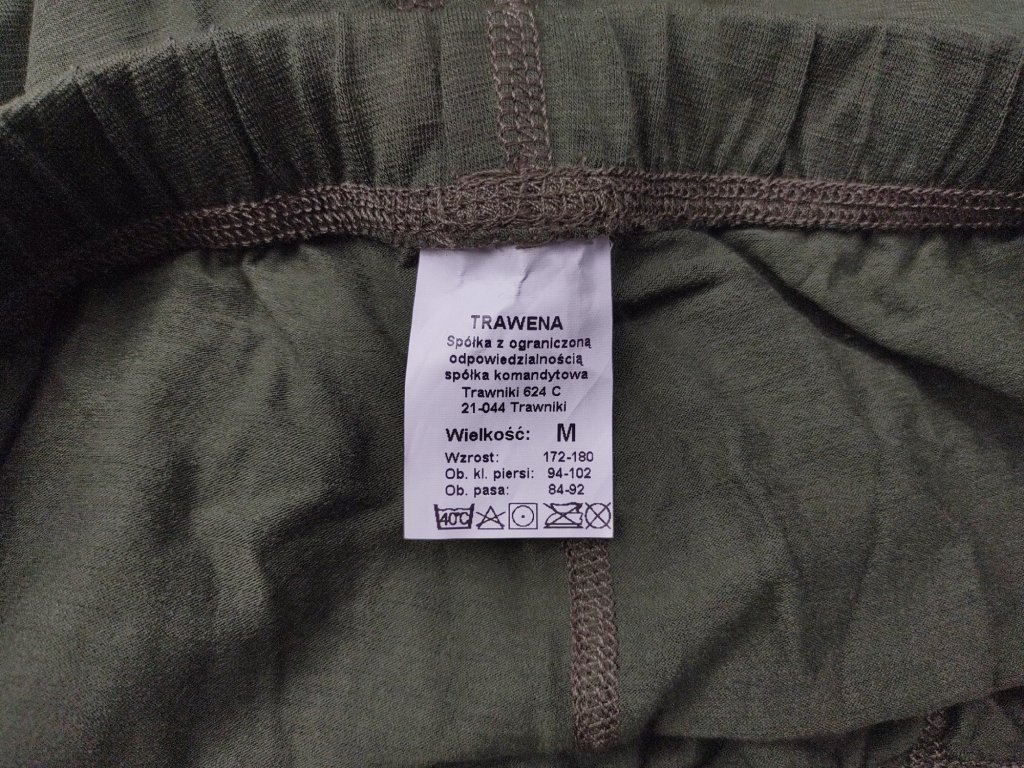 TRAWENA
Spółka z ograniczoną
odpowiedzialnością
spółka komandytowa
Trawniki 624 C
21-044 Trawniki
Wielkość: M
Wzrost: 172-180
Ob. kl. piersi: 94-102
Ob. pasa: 84-92
40°C